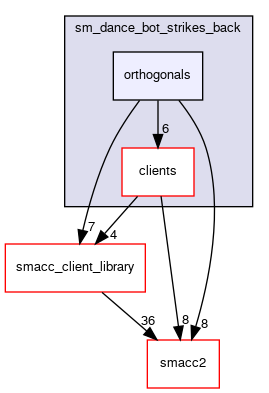 sm_dance_bot_strikes_back
orthogonals
6
clients
7
4
smacc_client_library
36
8
8
smacc2